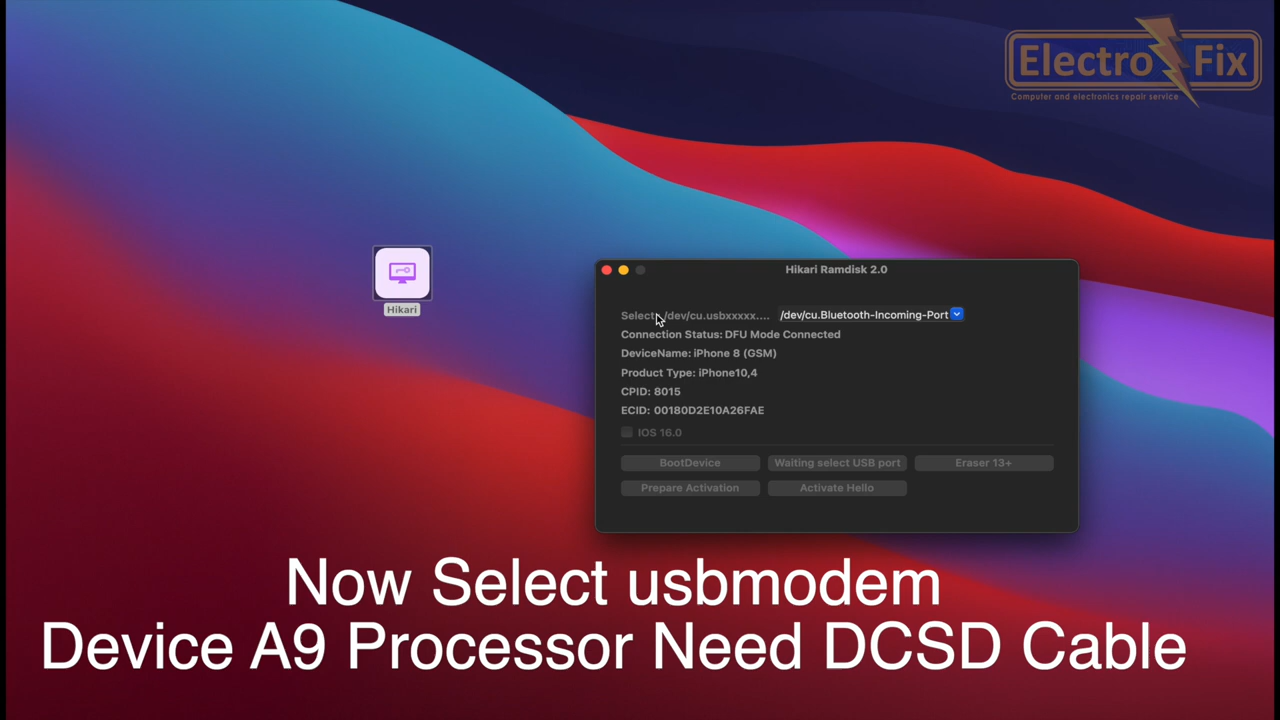 Electro Fix
Computer and electronics repair service
Hikari
Hikari Ramdisk 2.0
Select /dev/cu.usbxxxxx.... /dev/cu.Bluetooth-Incoming-Port
Connection Status: DFU Mode Connected
DeviceName: iPhone 8 (GSM)
Product Type: iPhone10,4
CPID: 8015
ECID: 00180D2E10A26FAE
IOS 16.0
BootDevice Waiting select USB port Eraser 13+
Prepare Activation Activate Hello
Now Select usbmodem
Device A9 Processor Need DCSD Cable